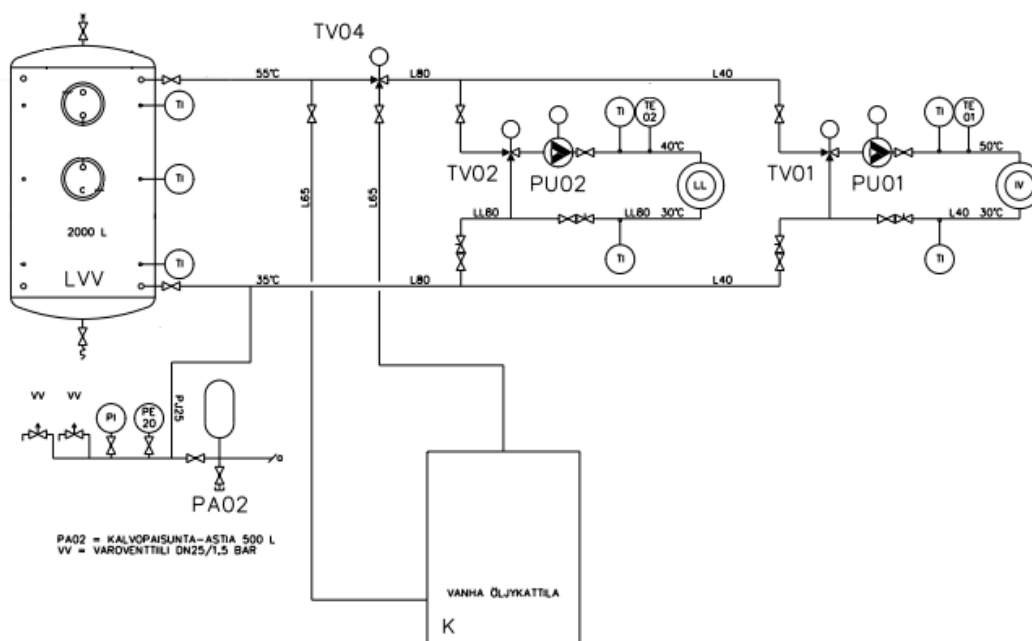 TV04
55°C
L80
L40
TI
TI
TE
02
TI
TE
01
TV02
PU02
40°C
TV01
PU01
50°C
LL
IV
TI
C
L65
L65
LL80
LL80 30°C
L40 30°C
2000 L
TI
TI
TI
LVV
35°C
L80
L40
VV
VV
PI
PE
20
PJ25
PA02
PA02 = KALVOPAISUNTA-ASTIA 500 L
VV = VAROVENTTIILI DN25/1,5 BAR
VANHA ÖLJYKATTILA
K